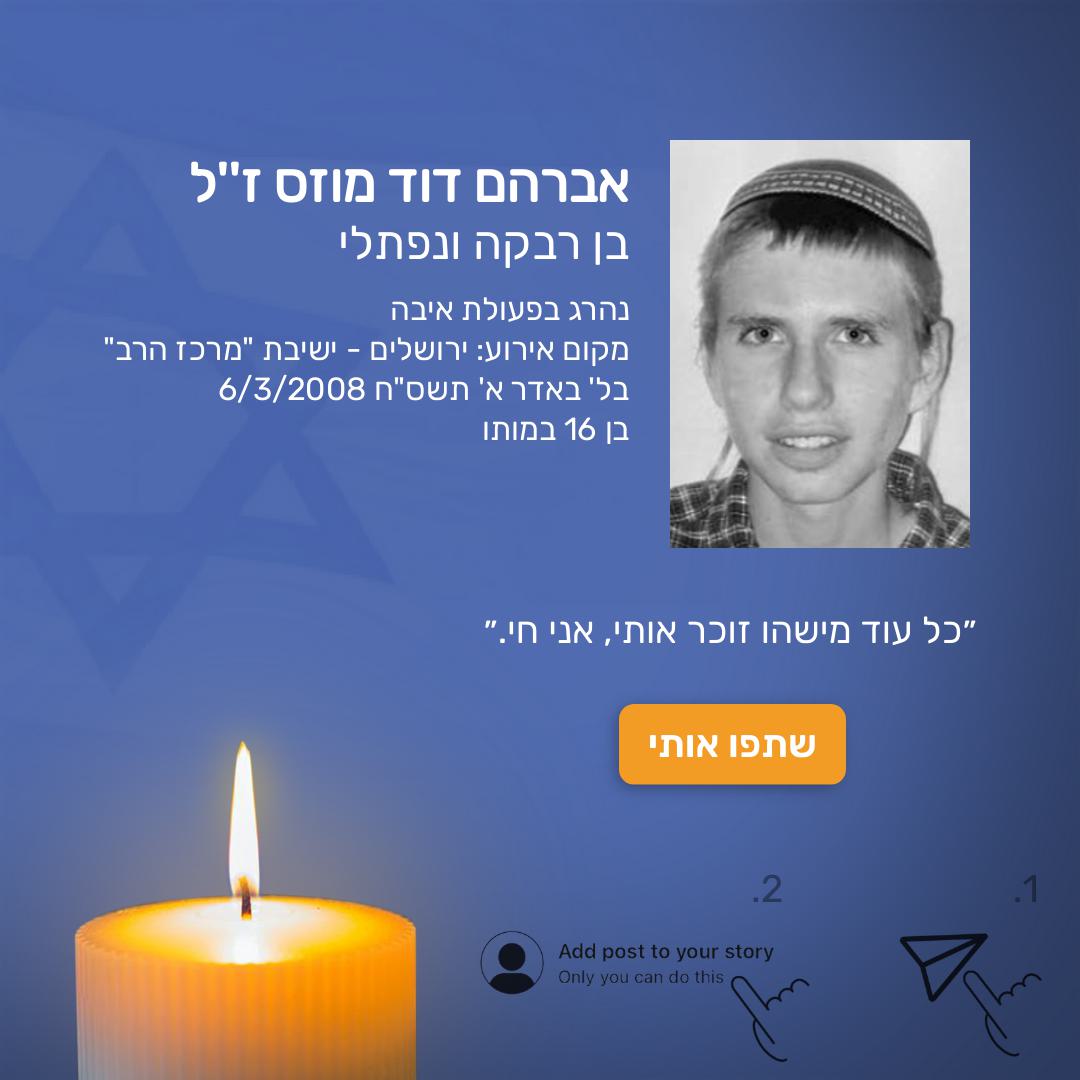 אברהם דוד מוזס ז"ל
בן רבקה ונפתלי
נהרג בפעולת איבה
מקום אירוע: ירושלים - ישיבת "מרכז הרב"
בל' באדר א' תשס"ח 6/3/2008
בן 16 במותו
״כל עוד מישהו זוכר אותי, אני חי.״
שתפו אותי
1.
2.
Add post to your story
Only you can do this